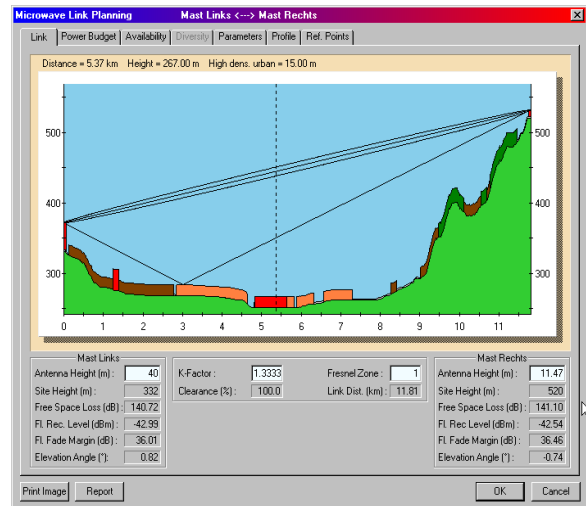 Microwave Link Planning Mast Links <---> Mast Rechts
Link Power Budget Availability Diversity Parameters Profile Ref. Points
Distance = 5.37 km Height = 267.00 m High dens. urban = 15.00 m
500 500
400 400
300 300
0 1 2 3 4 5 6 7 8 9 10 11
Mast Links
Antenna Height (m) : 40
Site Height (m) : 332
Free Space Loss (dB) : 140.72
Fl. Rec. Level (dBm) : -42.99
Fl. Fade Margin (dB) : 36.01
Elevation Angle (°) : 0.82
K-Factor : 1.3333 Fresnel Zone : 1
Clearance (%) : 100.0 Link Dist. (km) : 11.81
Mast Rechts
Antenna Height (m) : 11.47
Site Height (m) : 520
Free Space Loss (dB) : 141.10
Fl. Rec. Level (dBm) : -42.54
Fl. Fade Margin (dB) : 36.46
Elevation Angle (°) : -0.74
Print Image Report OK Cancel